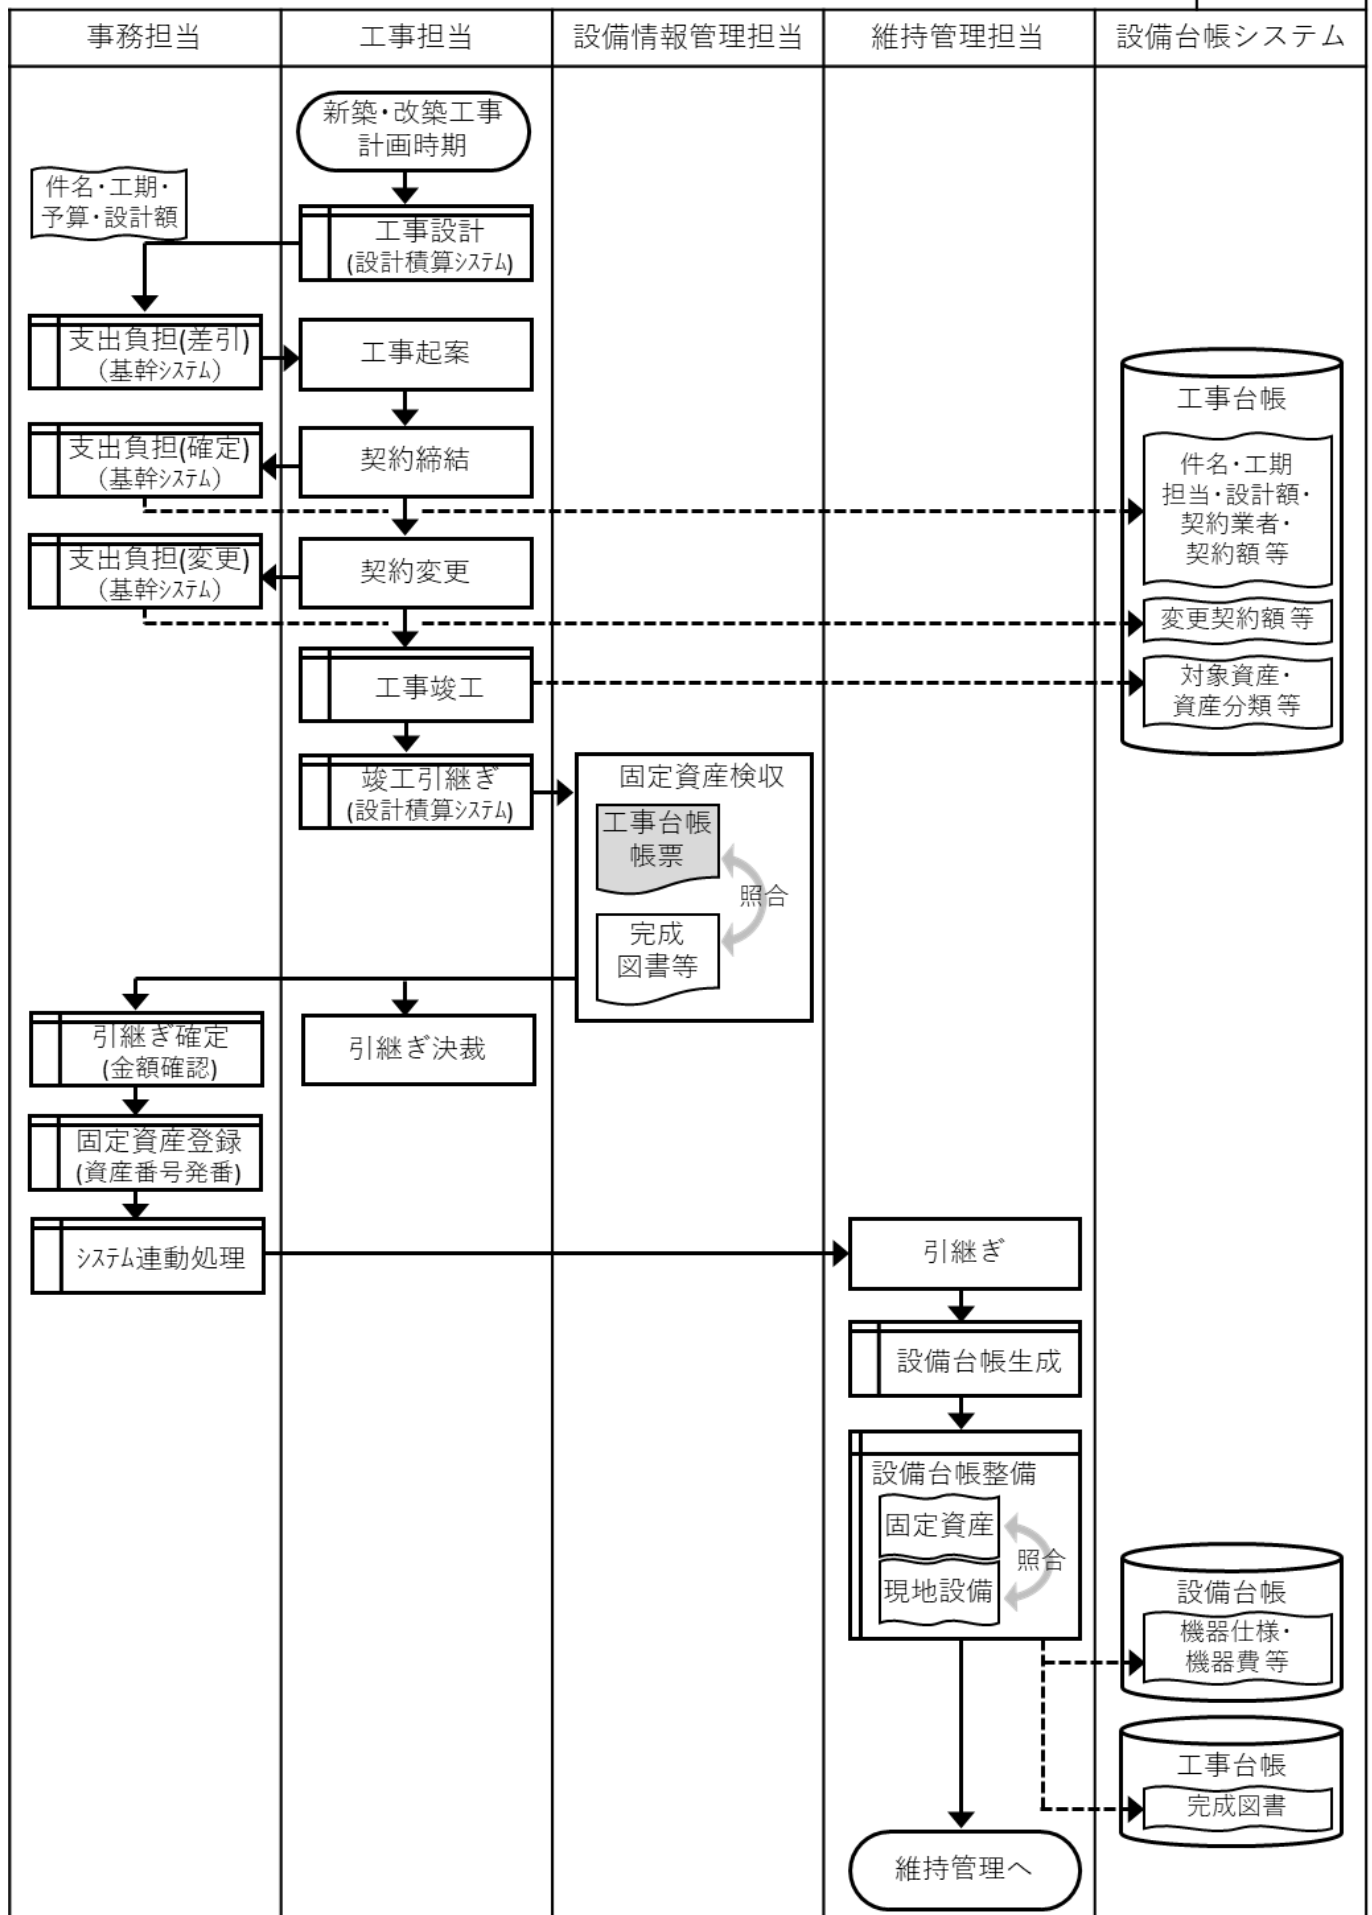 事務担当
工事担当
設備情報管理担当
維持管理担当
設備台帳システム
新築・改築工事
計画時期
件名・工期・
予算・設計額
工事設計
(設計積算ｼｽﾃﾑ)
支出負担(差引)
（基幹ｼｽﾃﾑ）
工事起案
支出負担(確定)
（基幹ｼｽﾃﾑ）
契約締結
支出負担(変更)
（基幹ｼｽﾃﾑ）
契約変更
工事台帳
件名・工期
担当・設計額・
契約業者・
契約額 等
変更契約額 等
対象資産・
資産分類 等
工事竣工
竣工引継ぎ
(設計積算ｼｽﾃﾑ)
固定資産検収
工事台帳
帳票
照合
完成
図書等
引継ぎ確定
(金額確認)
引継ぎ決裁
固定資産登録
(資産番号発番)
ｼｽﾃﾑ連動処理
引継ぎ
設備台帳生成
設備台帳整備
固定資産
照合
現地設備
設備台帳
機器仕様・
機器費 等
工事台帳
完成図書
維持管理へ